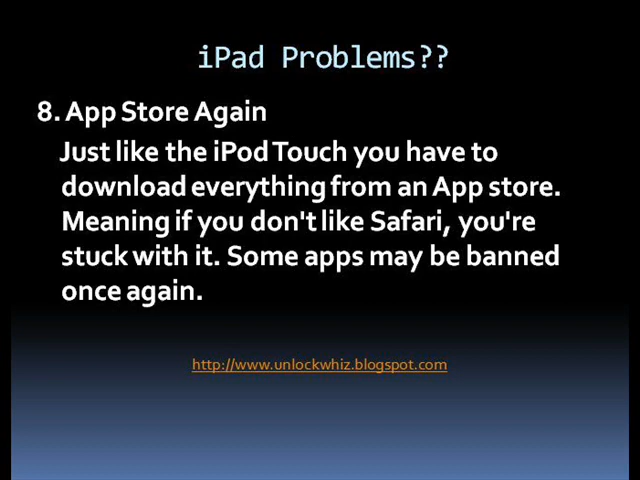 iPad Problems??
8. App Store Again
Just like the iPod Touch you have to
download everything from an App store.
Meaning if you don't like Safari, you're
stuck with it. Some apps may be banned
once again.
http://www.unlockwhiz.blogspot.com